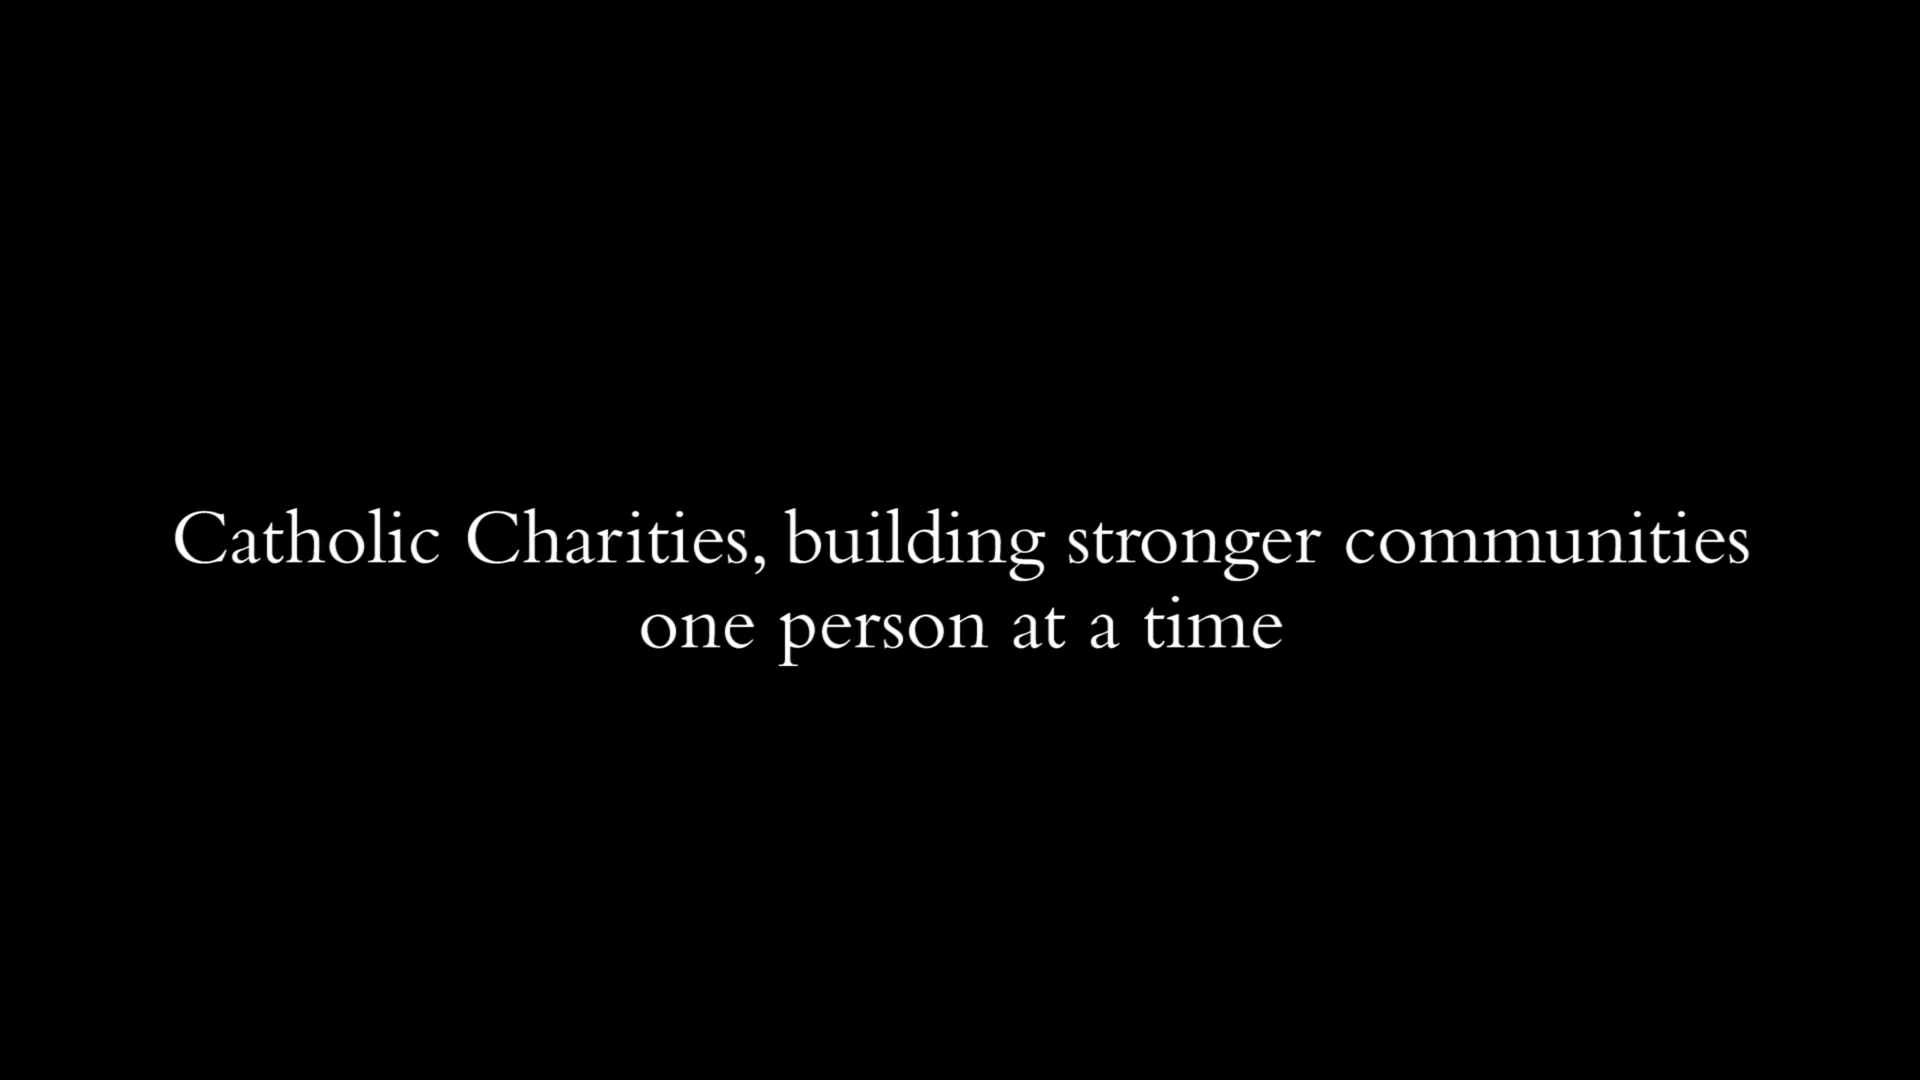 Catholic Charities, building stronger communities
one person at a time